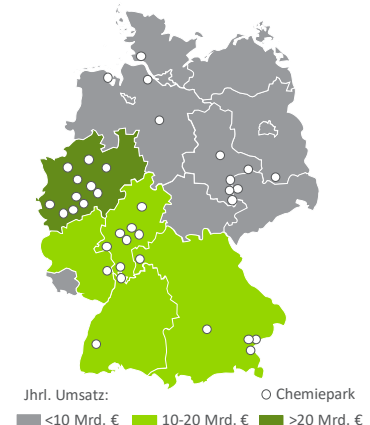 Jhrl. Umsatz:
Chemiepark
<10 Mrd. €
10-20 Mrd. €
>20 Mrd. €